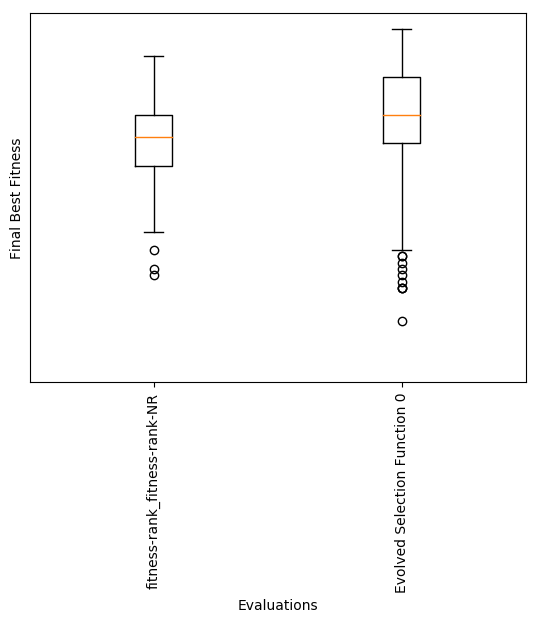 Final Best Fitness
fitness-rank_fitness-rank-NR
Evolved Selection Function 0
Evaluations